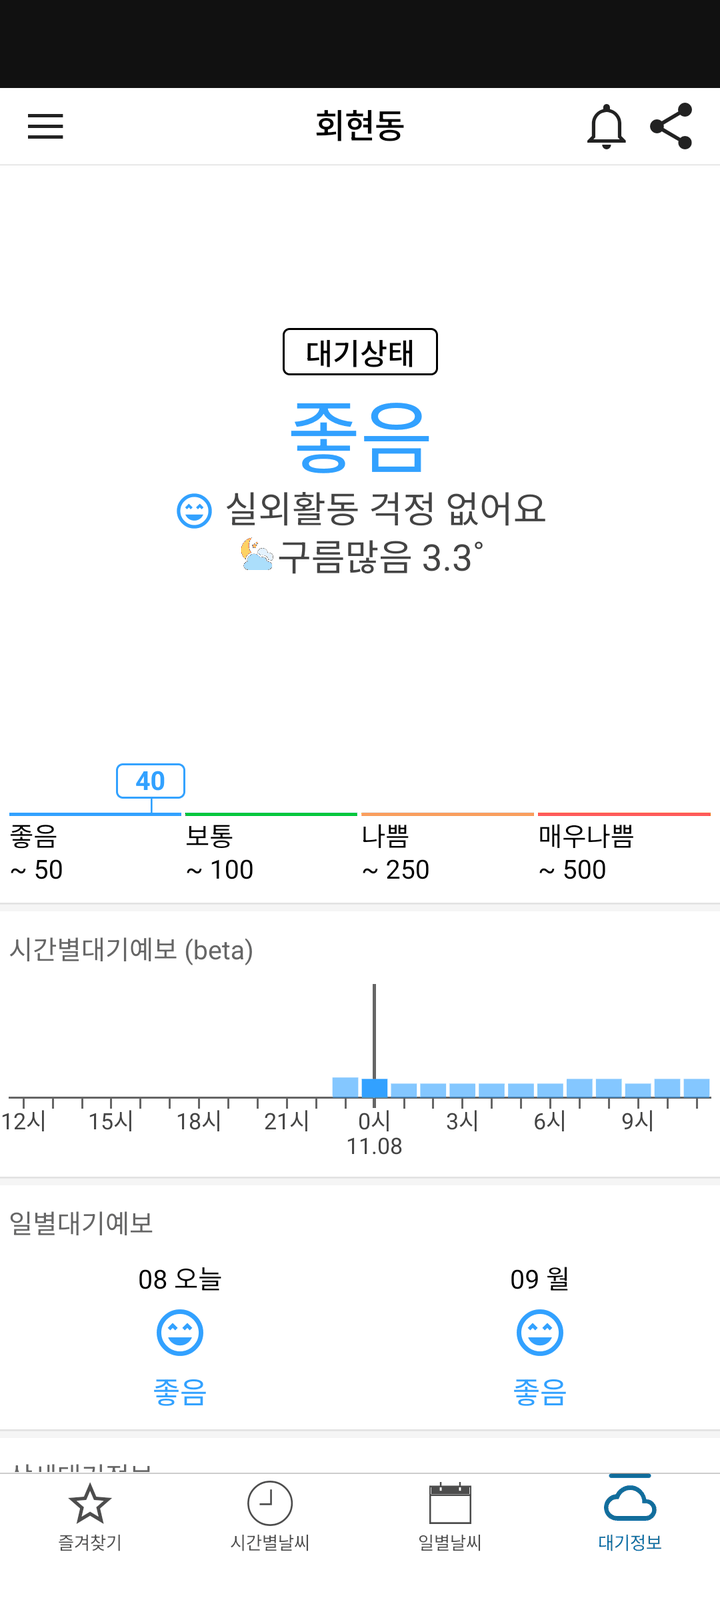 회현동
대기상태
좋음
실외활동 걱정 없어요
구름많음 3.3˚
40
좋음 보통 나쁨 매우나쁨
~ 50 ~ 100 ~ 250 ~ 500
시간별대기예보 (beta)
12시 15시 18시 21시 0시 3시 6시 9시
11.08
일별대기예보
08 오늘 09 월
좋음 좋음
즐겨찾기 시간별날씨 일별날씨 대기정보